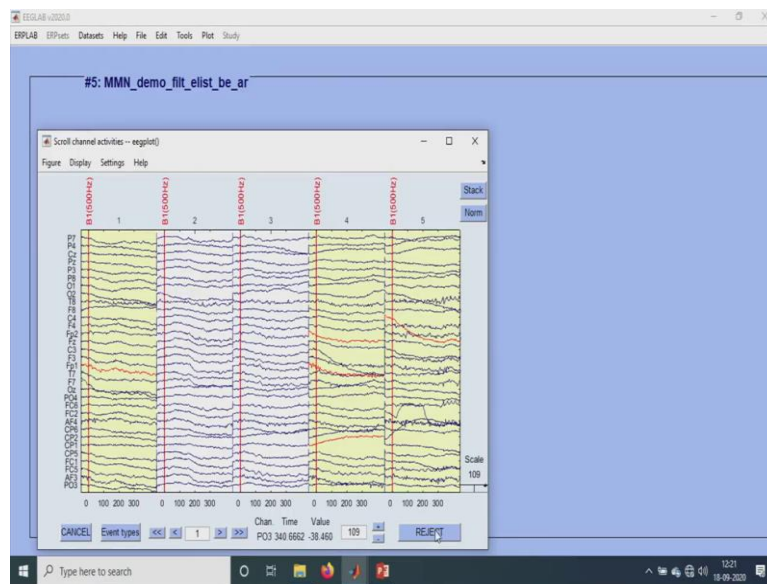 EEGLAB v2020.0
ERPLAB ERPsets Datasets Help File Edit Tools Plot Study
#5: MMN_demo_filt_elist_be_ar
Scroll channel activities -- eegplot()
Figure Display Settings Help
B1(500Hz) B1(500Hz) B1(500Hz) B1(500Hz) B1(500Hz)
1 2 3 4 5
Stack
Norm
P7
P4
Cz
Pz
P3
P8
O1
O2
T8
F8
C4
F4
Fp2
Fz
C3
F3
Fp1
T7
F7
Oz
PO4
FC6
FC2
AF4
CP6
CP2
CP1
CP5
FC1
FC5
AF3
PO3
Scale
109
0 100 200 300 0 100 200 300 0 100 200 300 0 100 200 300 0 100 200 300
Chan. Time Value
CANCEL Event types << < 1 > >> PO3 340.6662 -38.460 109 + - REJECT
Type here to search
12:21
18-09-2020